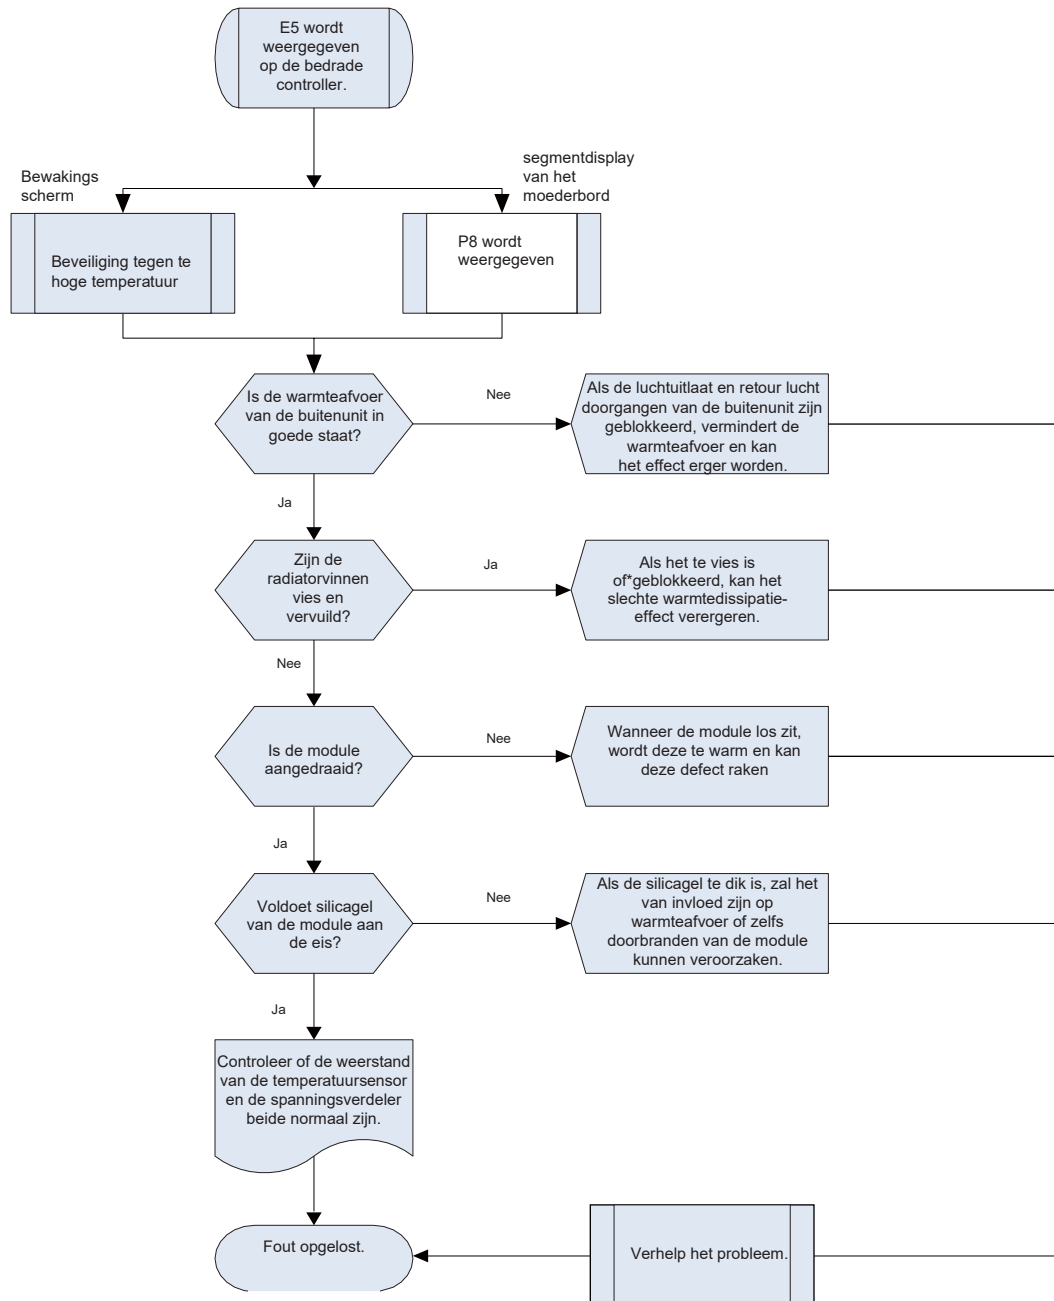 E5 wordt
weergegeven
op de bedrade
controller.
Bewakings
scherm
segmentdisplay
van het
moederbord
Beveiliging tegen te
hoge temperatuur
P8 wordt
weergegeven
Is de warmteafvoer
van de buitenunit in
goede staat?
Nee
Als de luchtuitlaat en retour lucht
doorgangen van de buitenunit zijn
geblokkeerd, vermindert de
warmteafvoer en kan
het effect erger worden.
Ja
Zijn de
radiatorvinnen
vies en
vervuild?
Ja
Als het te vies is
of*geblokkeerd, kan het
slechte warmtedissipatie-
effect verergeren.
Nee
Is de module
aangedraaid?
Nee
Wanneer de module los zit,
wordt deze te warm en kan
deze defect raken
Ja
Voldoet silicagel
van de module aan
de eis?
Nee
Als de silicagel te dik is, zal het
van invloed zijn op
warmteafvoer of zelfs
doorbranden van de module
kunnen veroorzaken.
Ja
Controleer of de weerstand
van de temperatuursensor
en de spanningsverdeler
beide normaal zijn.
Fout opgelost.
Verhelp het probleem.